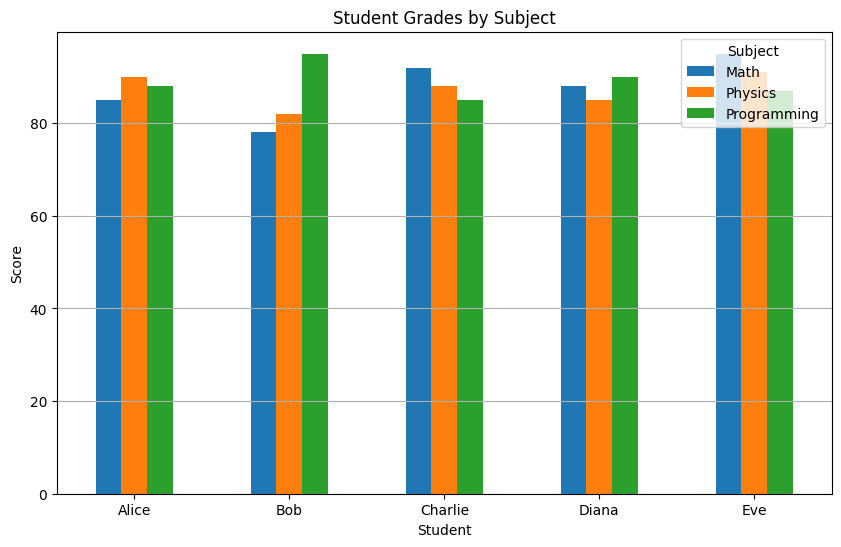 Student Grades by Subject
Subject
Math
Physics
Programming
80
60
40
20
0
Score
Alice Bob Charlie Diana Eve
Student